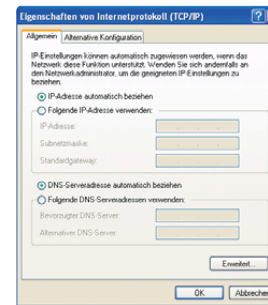 Eigenschaften von Internetprotokoll (TCP/IP)
Allgemein
Alternative Konfiguration
IP-Einstellungen können automatisch zugewiesen werden, wenn das
Netzwerk diese Funktion unterstützt. Wenden Sie sich andernfalls an
den Netzwerkadministrator, um die geeigneten IP-Einstellungen zu
beziehen.
IP-Adresse automatisch beziehen
Folgende IP-Adresse verwenden:
IP-Adresse:
Subnetzmaske:
Standardgateway:
DNS-Serveradresse automatisch beziehen
Folgende DNS-Serveradressen verwenden:
Bevorzugter DNS-Server:
Alternativer DNS-Server:
Erweitert...
OK
Abbrechen